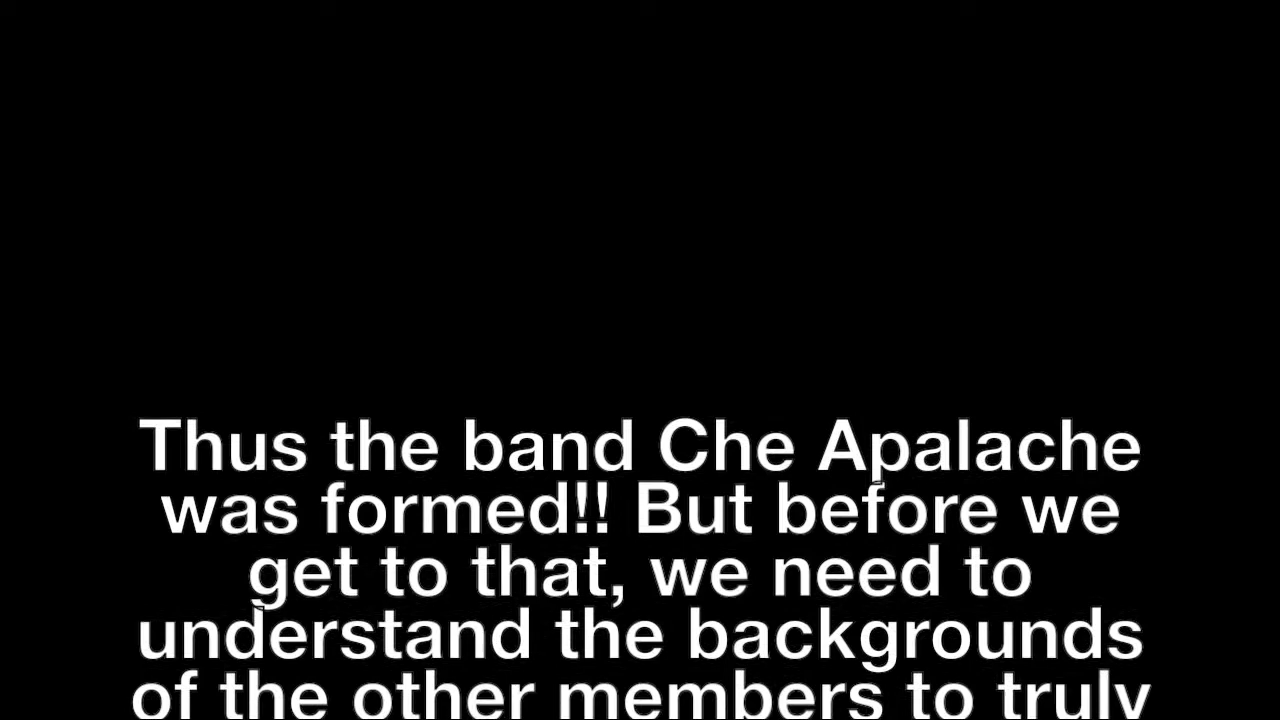 Thus the band Che Apalache
was formed!! But before we
get to that, we need to
understand the backgrounds
of the other members to truly